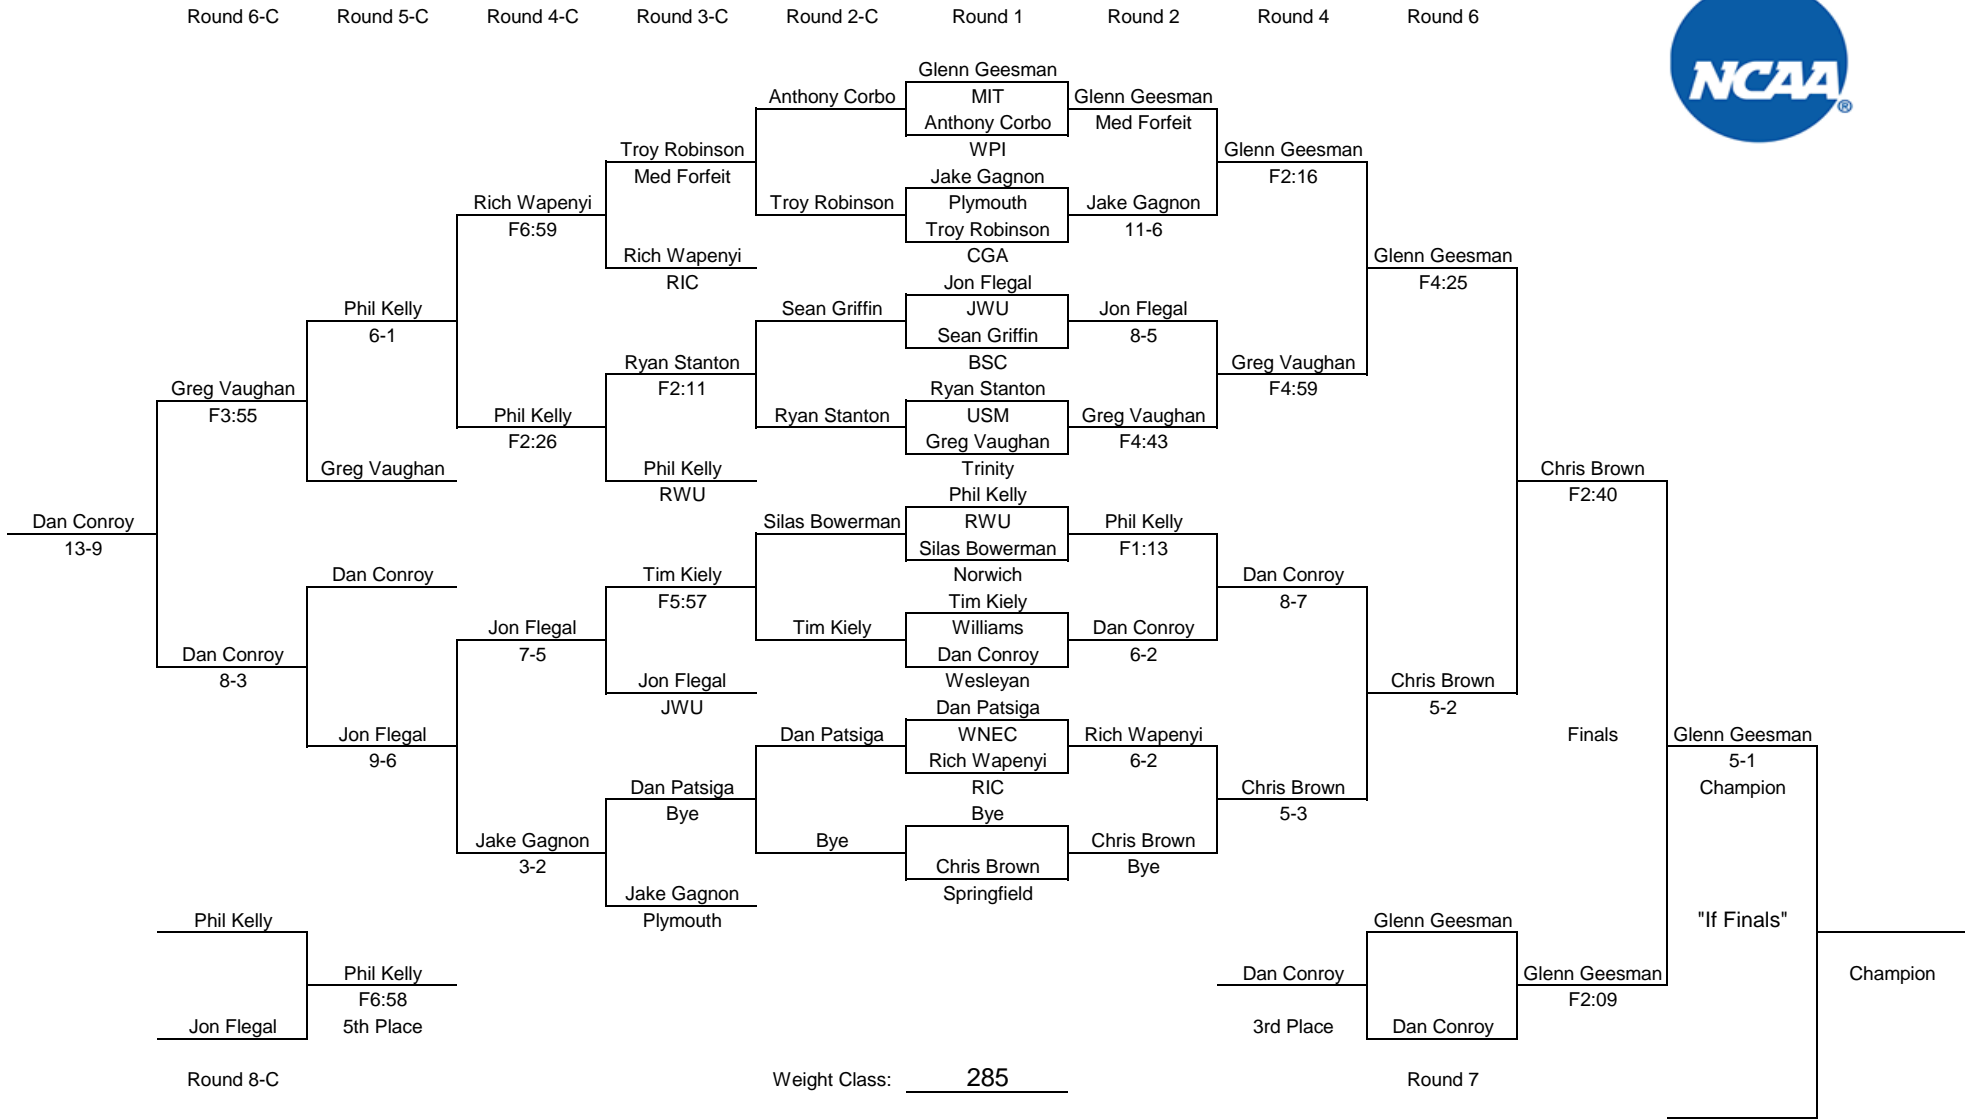 Round 6-C Round 5-C Round 4-C Round 3-C Round 2-C Round 1 Round 2 Round 4 Round 6
NCAA®
Glenn Geesman
Anthony Corbo MIT Glenn Geesman
Anthony Corbo Med Forfeit
Troy Robinson WPI Glenn Geesman
Med Forfeit Jake Gagnon F2:16
Rich Wapenyi Troy Robinson Plymouth Jake Gagnon
F6:59 Troy Robinson 11-6
Rich Wapenyi CGA Glenn Geesman
RIC Jon Flegal F4:25
Phil Kelly Sean Griffin JWU Jon Flegal
6-1 Sean Griffin 8-5
Ryan Stanton BSC Greg Vaughan
Greg Vaughan F2:11 Ryan Stanton F4:59
F3:55 Phil Kelly Ryan Stanton USM Greg Vaughan
F2:26 Greg Vaughan F4:43
Greg Vaughan Phil Kelly Trinity Chris Brown
RWU Phil Kelly F2:40
Dan Conroy Silas Bowerman RWU Phil Kelly
13-9 Silas Bowerman F1:13
Dan Conroy Tim Kiely Norwich Dan Conroy
F5:57 Tim Kiely 8-7
Jon Flegal Tim Kiely Williams Dan Conroy
Dan Conroy 7-5 Dan Conroy 6-2
8-3 Jon Flegal Wesleyan Chris Brown
JWU Dan Patsiga 5-2
Jon Flegal Dan Patsiga WNEC Rich Wapenyi Finals Glenn Geesman
9-6 Rich Wapenyi 6-2 5-1
Dan Patsiga RIC Chris Brown Champion
Bye Bye 5-3
Jake Gagnon Bye Chris Brown
3-2 Chris Brown Bye
Jake Gagnon Springfield
Phil Kelly Plymouth Glenn Geesman "If Finals"
Phil Kelly Dan Conroy Glenn Geesman Champion
F6:58 F2:09
Jon Flegal 5th Place 3rd Place Dan Conroy
Round 8-C Weight Class: 285 Round 7